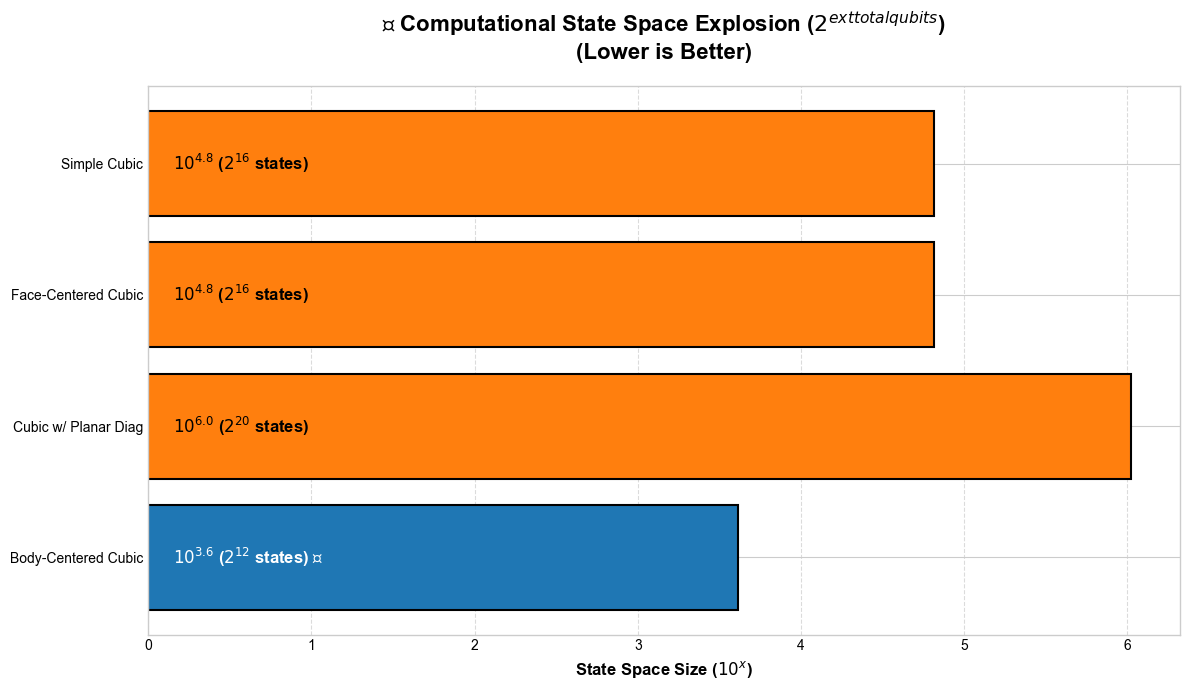 Computational State Space Explosion ($2^{exttotalqubits}$)
(Lower is Better)
Simple Cubic
$10^{4.8}$ ($2^{16}$ states)
Face-Centered Cubic
$10^{4.8}$ ($2^{16}$ states)
Cubic w/ Planar Diag
$10^{6.0}$ ($2^{20}$ states)
Body-Centered Cubic
$10^{3.6}$ ($2^{12}$ states)
0 1 2 3 4 5 6
State Space Size ($10^{x}$)